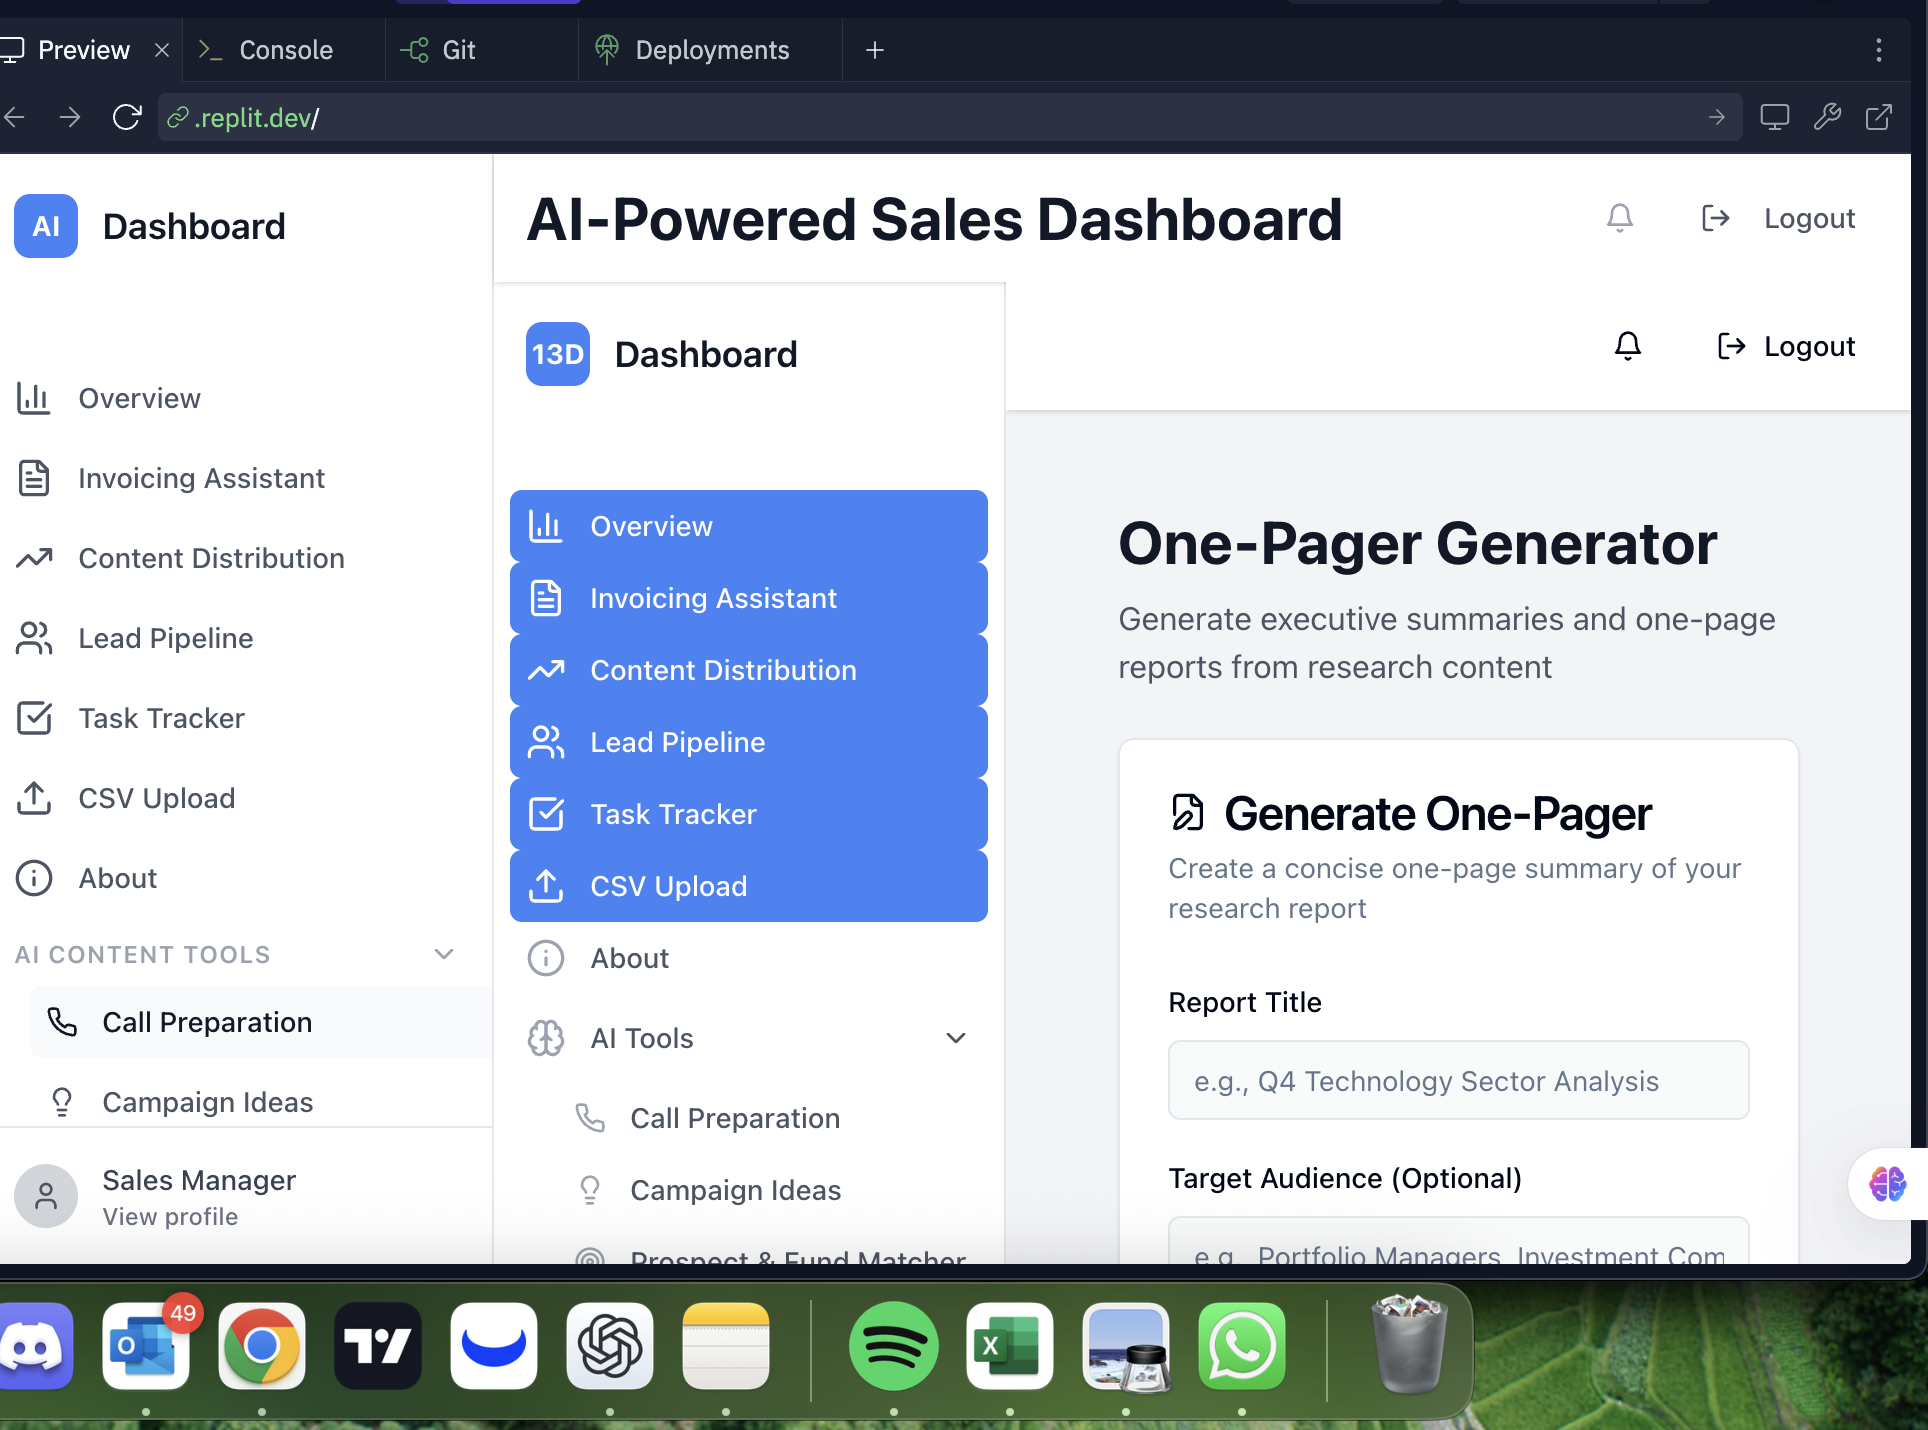 Preview
Console
Git
Deployments
.replit.dev/
AI
Dashboard
Overview
Invoicing Assistant
Content Distribution
Lead Pipeline
Task Tracker
CSV Upload
About
AI CONTENT TOOLS
Call Preparation
Campaign Ideas
Sales Manager
View profile
AI-Powered Sales Dashboard
Logout
13D
Dashboard
Overview
Invoicing Assistant
Content Distribution
Lead Pipeline
Task Tracker
CSV Upload
About
AI Tools
Call Preparation
Campaign Ideas
Prospect & Fund Matcher
Logout
One-Pager Generator
Generate executive summaries and one-page
reports from research content
Generate One-Pager
Create a concise one-page summary of your
research report
Report Title
e.g., Q4 Technology Sector Analysis
Target Audience (Optional)
e.g., Portfolio Managers, Investment Com
49
O
X